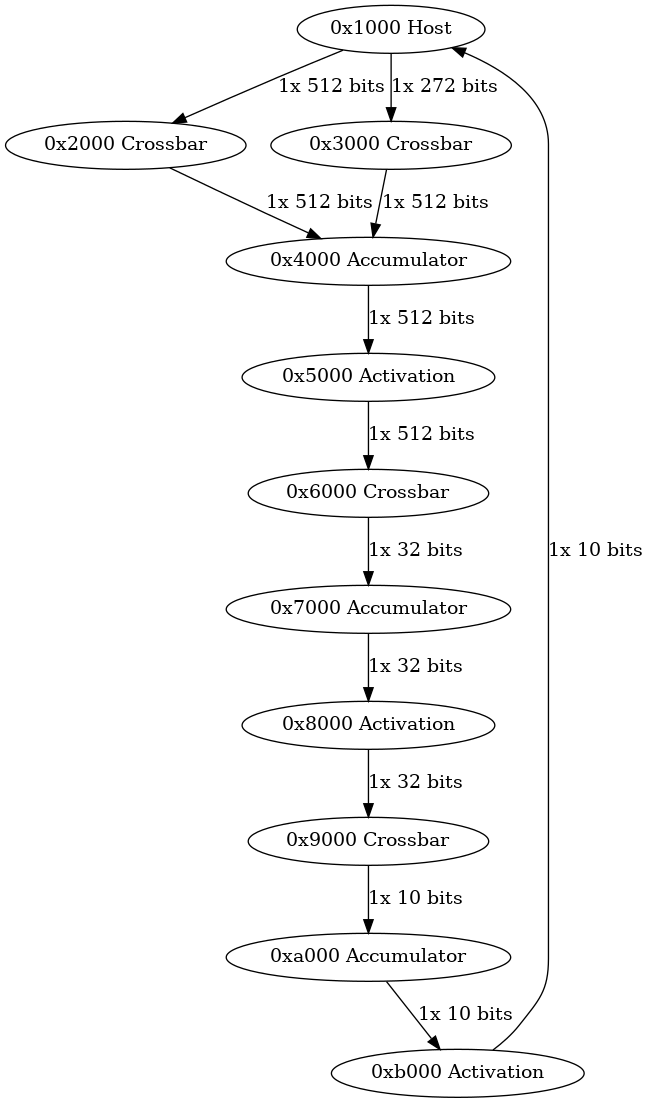 0x1000 Host
1x 512 bits
1x 272 bits
0x2000 Crossbar
0x3000 Crossbar
1x 512 bits
1x 512 bits
0x4000 Accumulator
1x 512 bits
0x5000 Activation
1x 512 bits
0x6000 Crossbar
1x 32 bits
1x 10 bits
0x7000 Accumulator
1x 32 bits
0x8000 Activation
1x 32 bits
0x9000 Crossbar
1x 10 bits
0xa000 Accumulator
1x 10 bits
0xb000 Activation